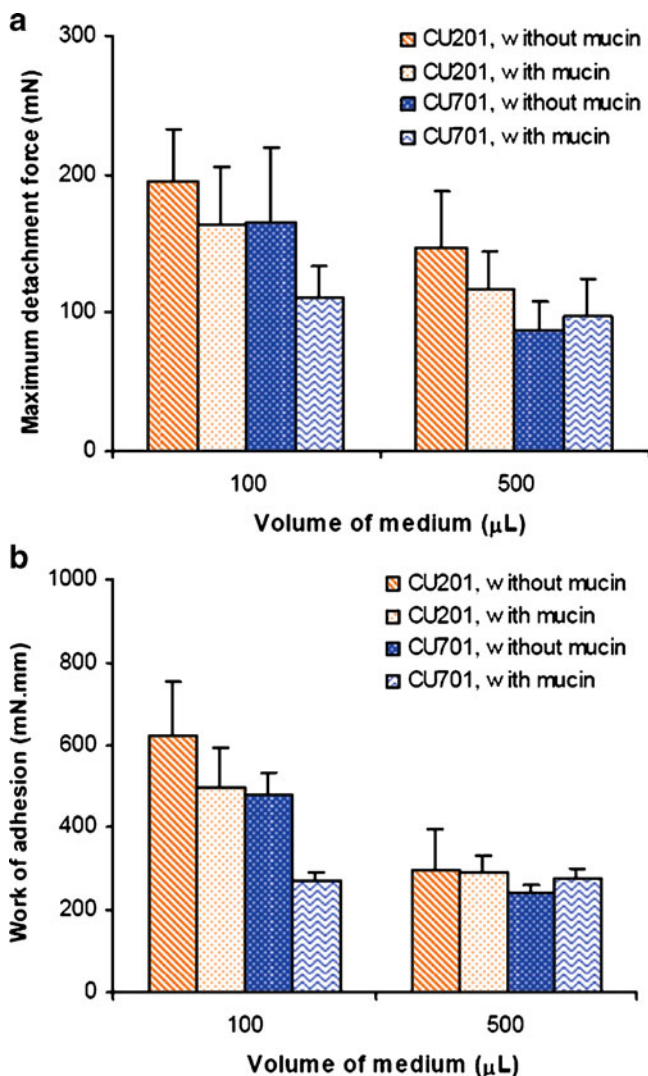 a
300
200
100
0
Maximum detachment force (mN)
CU201, without mucin
CU201, with mucin
CU701, without mucin
CU701, with mucin
100 500
Volume of medium (μL)
b
1000
800
600
400
200
0
Work of adhesion (mN.mm)
CU201, without mucin
CU201, with mucin
CU701, without mucin
CU701, with mucin
100 500
Volume of medium (μL)